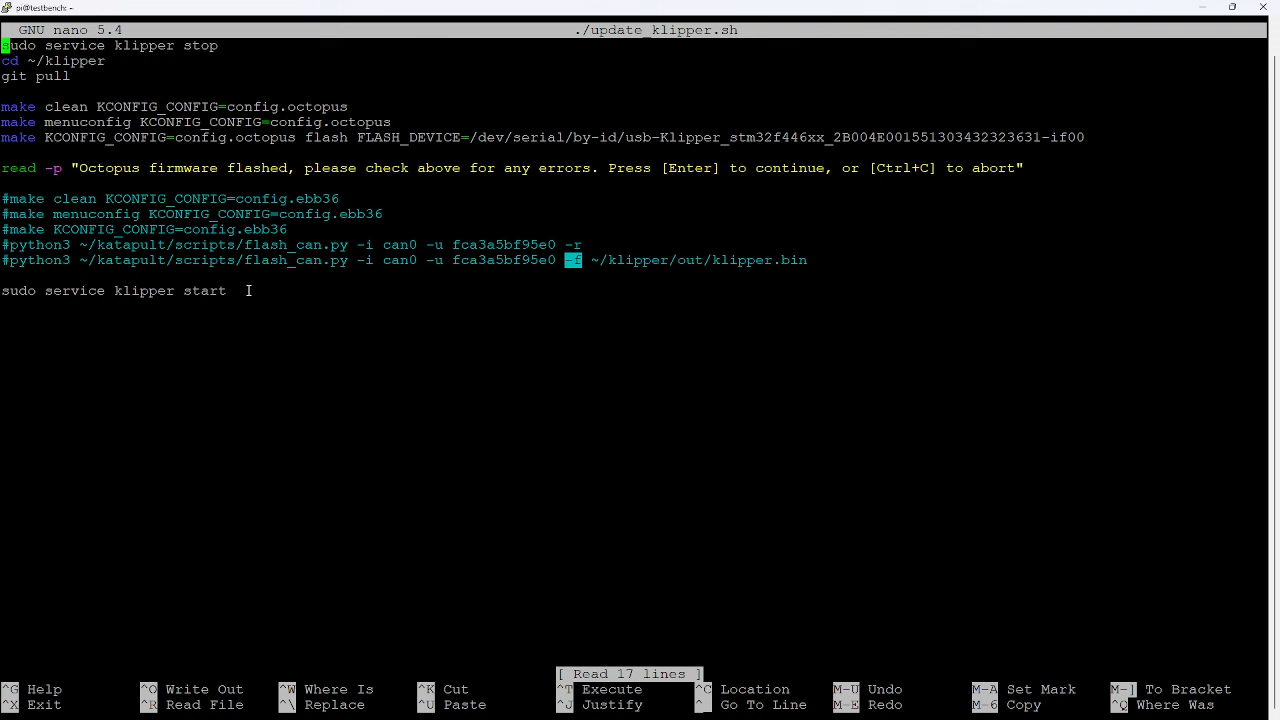 pi@testbench: ~
GNU nano 5.4 ./update_klipper.sh
sudo service klipper stop
cd ~/klipper
git pull
make clean KCONFIG_CONFIG=config.octopus
make menuconfig KCONFIG_CONFIG=config.octopus
make KCONFIG_CONFIG=config.octopus flash FLASH_DEVICE=/dev/serial/by-id/usb-Klipper_stm32f446xx_2B004E001551303432323631-if00
read -p "Octopus firmware flashed, please check above for any errors. Press [Enter] to continue, or [Ctrl+C] to abort"
#make clean KCONFIG_CONFIG=config.ebb36
#make menuconfig KCONFIG_CONFIG=config.ebb36
#make KCONFIG_CONFIG=config.ebb36
#python3 ~/katapult/scripts/flash_can.py -i can0 -u fca3a5bf95e0 -r
#python3 ~/katapult/scripts/flash_can.py -i can0 -u fca3a5bf95e0 -f ~/klipper/out/klipper.bin
sudo service klipper start
[ Read 17 lines ]
^G Help ^O Write Out ^W Where Is ^K Cut ^T Execute ^C Location M-U Undo M-A Set Mark M-] To Bracket
^X Exit ^R Read File ^\ Replace ^U Paste ^J Justify ^_ Go To Line M-E Redo M-6 Copy ^Q Where Was